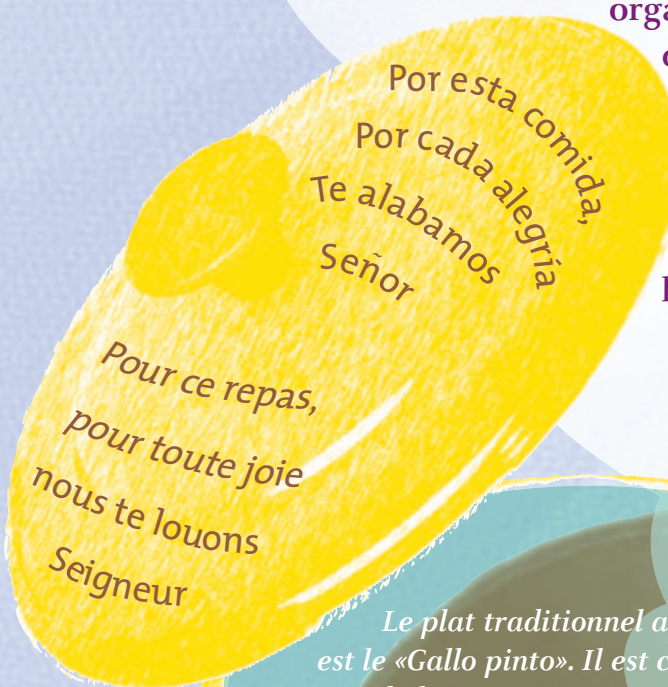 Por esta comida,
Por cada alegría
Te alabamos
Señor
Pour ce repas,
pour toute joie
nous te louons
Seigneur
Le plat traditionnel
est le «Gallo pinto». Il est